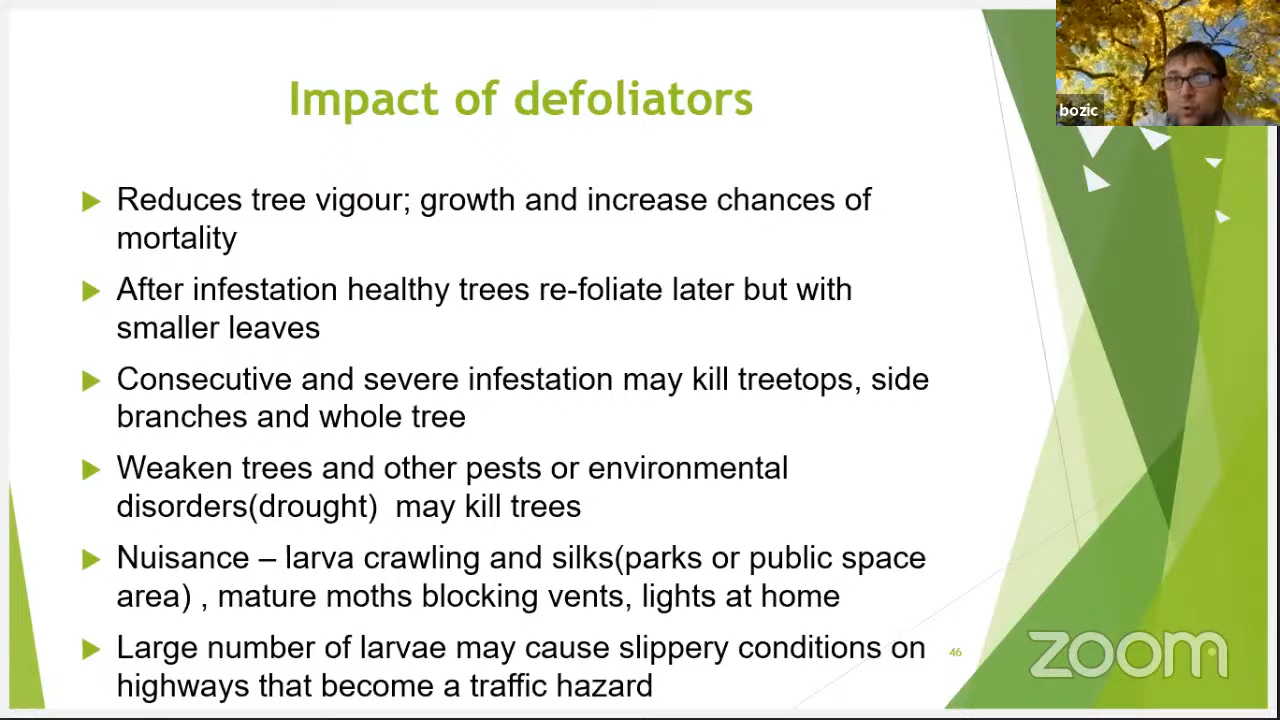 Impact of defoliators
bozic
Reduces tree vigour; growth and increase chances of
mortality
After infestation healthy trees re-foliate later but with
smaller leaves
Consecutive and severe infestation may kill treetops, side
branches and whole tree
Weaken trees and other pests or environmental
disorders(drought)  may kill trees
Nuisance – larva crawling and silks(parks or public space
area) , mature moths blocking vents, lights at home
Large number of larvae may cause slippery conditions on
highways that become a traffic hazard
46
zoom